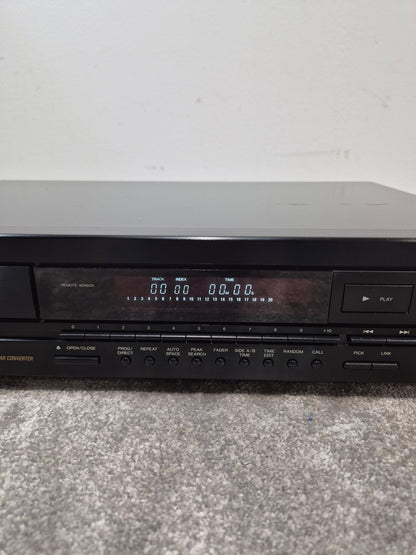 REMOTE SENSOR
TRACK INDEX TIME
00 00 00M00S
1 2 3 4 5 6 7 8 9 10 11 12 13 14 15 16 17 18 19 20
PLAY
0 1 2 3 4 5 6 7 8 9 +10
AR CONVERTER
OPEN/CLOSE
PROG/
DIRECT
REPEAT
AUTO
SPACE
PEAK
SEARCH
FADER
SIDE A/B
TIME
TIME
EDIT
RANDOM
CALL
PICK
LINK